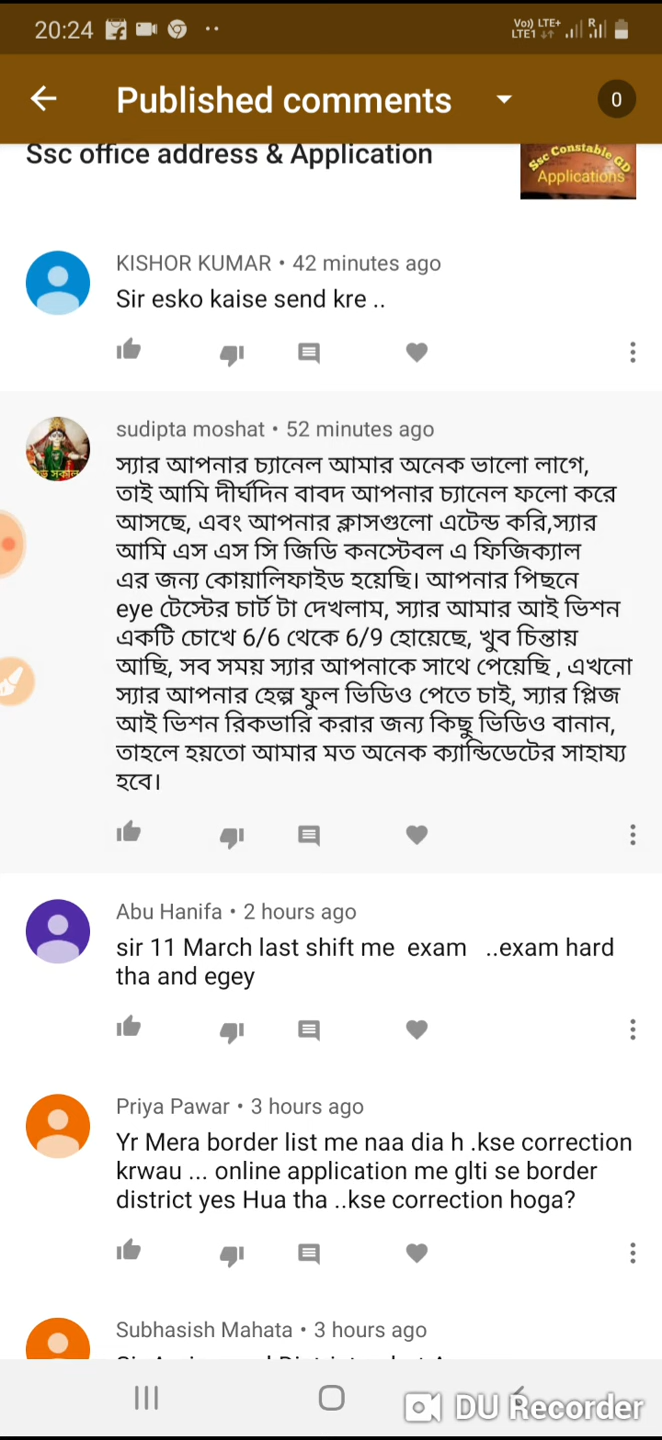 20:24
Vo)) LTE+
LTE1
R
Published comments
0
Ssc office address & Application
Ssc Constable GD
Applications
KISHOR KUMAR • 42 minutes ago
Sir esko kaise send kre ..
sudipta moshat • 52 minutes ago
স্যার আপনার চ্যানেল আমার অনেক ভালো লাগে,
তাই আমি দীর্ঘদিন বাবদ আপনার চ্যানেল ফলো করে
আসছে, এবং আপনার ক্লাসগুলো এটেন্ড করি,স্যার
আমি এস এস সি জিডি কনস্টেবল এ ফিজিক্যাল
এর জন্য কোয়ালিফাইড হয়েছি। আপনার পিছনে
eye টেস্টের চার্ট টা দেখলাম, স্যার আমার আই ভিশন
একটি চোখে 6/6 থেকে 6/9 হোয়েছে, খুব চিন্তায়
আছি, সব সময় স্যার আপনাকে সাথে পেয়েছি , এখনো
স্যার আপনার হেল্প ফুল ভিডিও পেতে চাই, স্যার প্লিজ
আই ভিশন রিকভারি করার জন্য কিছু ভিডিও বানান,
তাহলে হয়তো আমার মত অনেক ক্যান্ডিডেটের সাহায্য
হবে।
Abu Hanifa • 2 hours ago
sir 11 March last shift me exam ..exam hard
tha and egey
Priya Pawar • 3 hours ago
Yr Mera border list me naa dia h .kse correction
krwau ... online application me glti se border
district yes Hua tha ..kse correction hoga?
Subhasish Mahata • 3 hours ago
DU Recorder